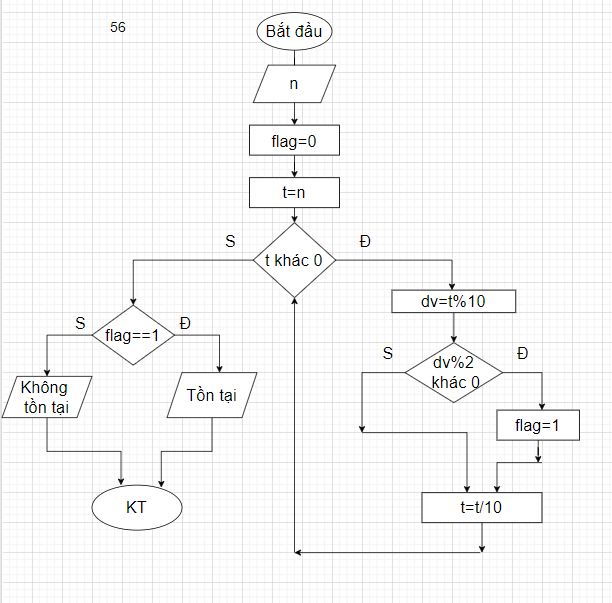 56
Bắt đầu
n
flag=0
t=n
S
Đ
t khác 0
dv=t%10
S
flag==1
Đ
S
dv%2
khác 0
Đ
Không
tồn tại
Tồn tại
flag=1
KT
t=t/10